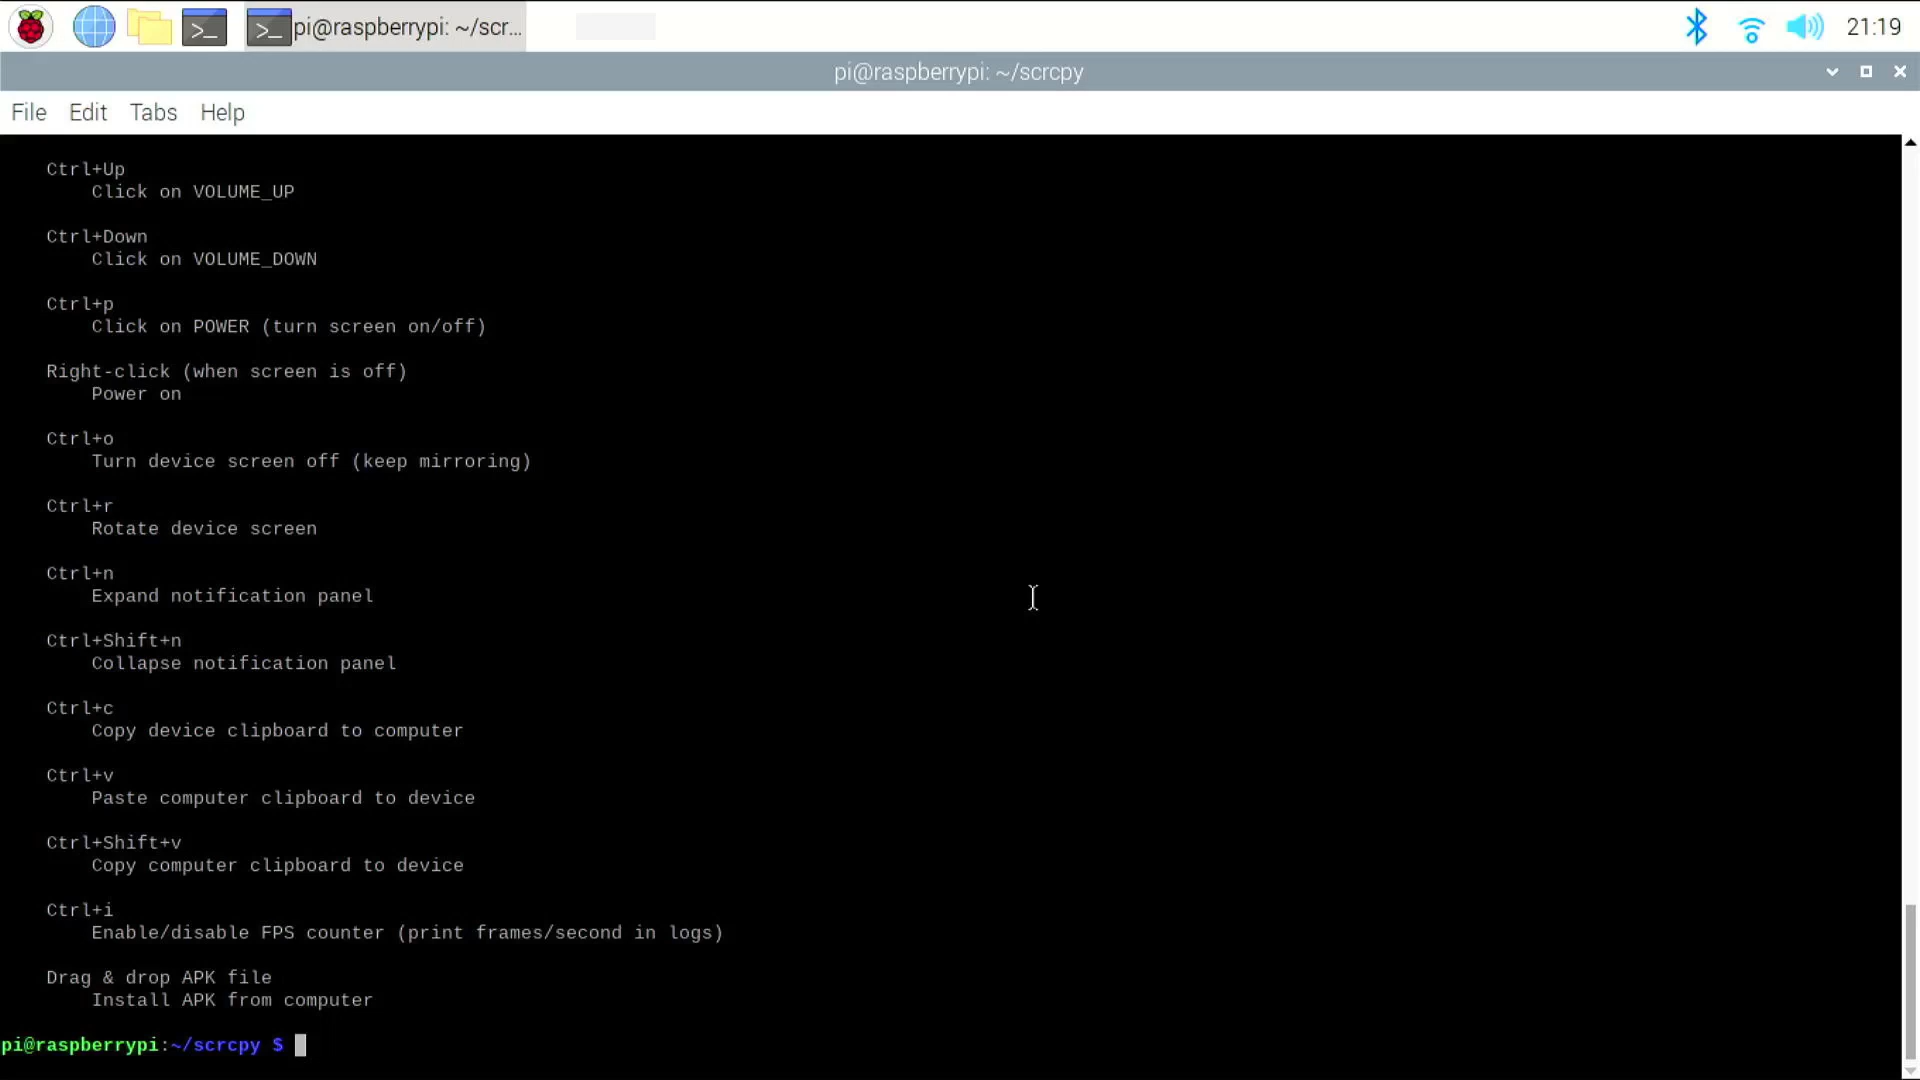 pi@raspberrypi: ~/scr...
21:19
pi@raspberrypi: ~/scrcpy
File Edit Tabs Help
Ctrl+Up
Click on VOLUME_UP
Ctrl+Down
Click on VOLUME_DOWN
Ctrl+p
Click on POWER (turn screen on/off)
Right-click (when screen is off)
Power on
Ctrl+o
Turn device screen off (keep mirroring)
Ctrl+r
Rotate device screen
Ctrl+n
Expand notification panel
Ctrl+Shift+n
Collapse notification panel
Ctrl+c
Copy device clipboard to computer
Ctrl+v
Paste computer clipboard to device
Ctrl+Shift+v
Copy computer clipboard to device
Ctrl+i
Enable/disable FPS counter (print frames/second in logs)
Drag & drop APK file
Install APK from computer
pi@raspberrypi:~/scrcpy $